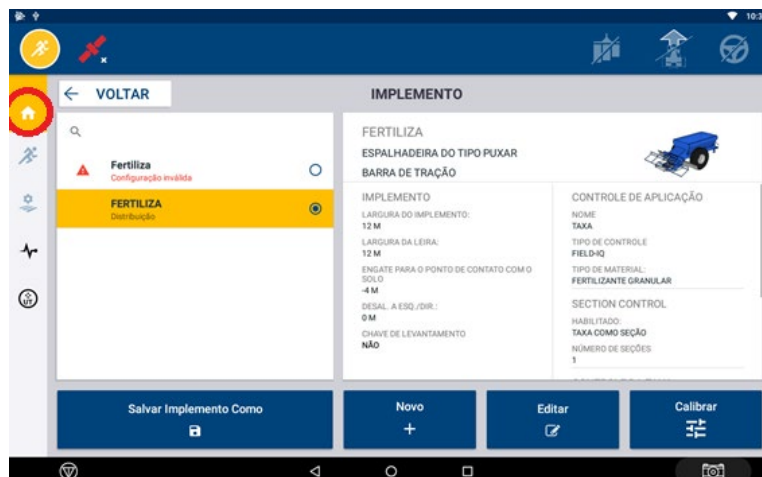 10:3
VOLTAR
IMPLEMENTO
Fertiliza
Configuração inválida
FERTILIZA
Distribuição
FERTILIZA
ESPALHADEIRA DO TIPO PUXAR
BARRA DE TRAÇÃO
IMPLEMENTO
LARGURA DO IMPLEMENTO:
12 M
LARGURA DA LEIRA:
12 M
ENGATE PARA O PONTO DE CONTATO COM O
SOLO
-4 M
DESAL. A ESQ./DIR.:
0 M
CHAVE DE LEVANTAMENTO
NÃO
CONTROLE DE APLICAÇÃO
NOME
TAXA
TIPO DE CONTROLE
FIELD-IQ
TIPO DE MATERIAL:
FERTILIZANTE GRANULAR
SECTION CONTROL
HABILITADO:
TAXA COMO SEÇÃO
NÚMERO DE SEÇÕES
1
Salvar Implemento Como
Novo
Editar
Calibrar
UT